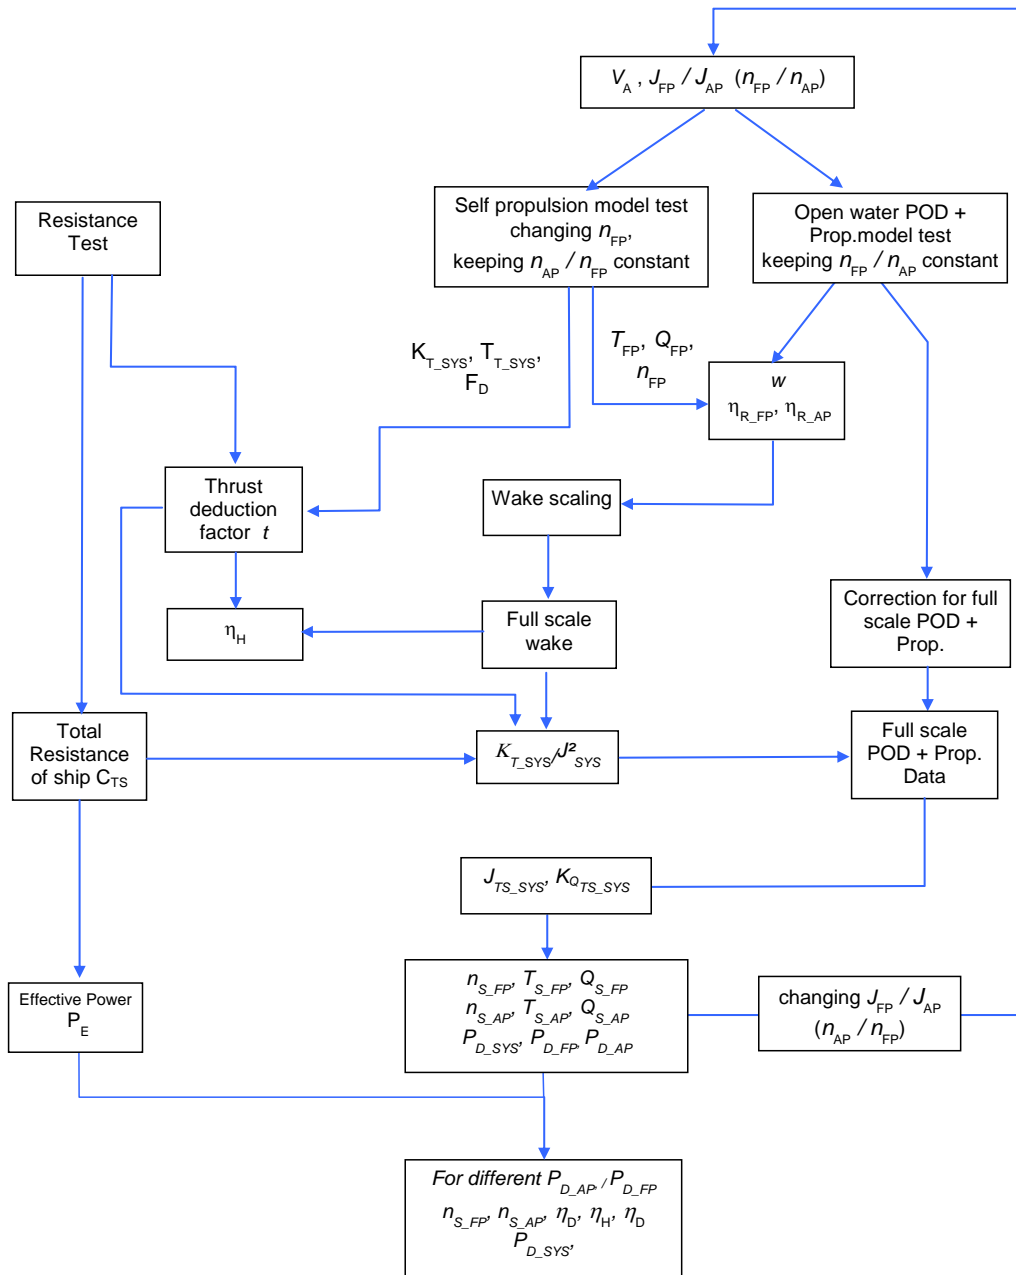 V_A , J_FP / J_AP (n_FP / n_AP)
Self propulsion model test
changing n_FP,
keeping n_AP / n_FP constant
Open water POD +
Prop.model test
keeping n_FP / n_AP constant
Resistance
Test
K_T_SYS, T_T_SYS,
F_D
T_FP, Q_FP,
n_FP
w
η_R_FP, η_R_AP
Thrust
deduction
factor t
Wake scaling
η_H
Full scale
wake
Correction for full
scale POD +
Prop.
Total
Resistance
of ship C_TS
K_T_SYS/J²_SYS
Full scale
POD + Prop.
Data
J_TS_SYS, K_QTS_SYS
Effective Power
P_E
n_S_FP, T_S_FP, Q_S_FP
n_S_AP, T_S_AP, Q_S_AP
P_D_SYS, P_D_FP, P_D_AP
changing J_FP / J_AP
(n_AP / n_FP)
For different P_D_AP, / P_D_FP
n_S_FP, n_S_AP, η_D, η_H, η_D
P_D_SYS,